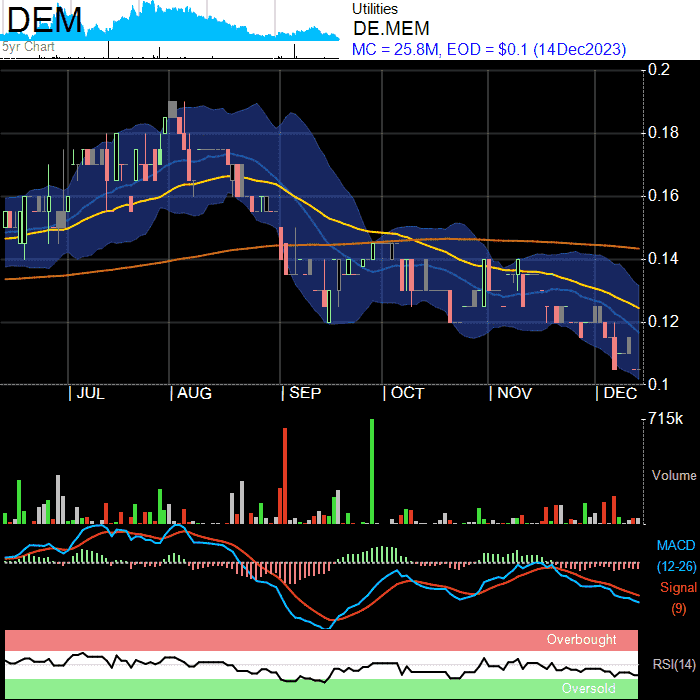 DEM
5yr Chart
Utilities
DE.MEM
MC = 25.8M, EOD = $0.1 (14Dec2023)
0.2
0.18
0.16
0.14
0.12
0.1
JUL AUG SEP OCT NOV DEC
715k
Volume
MACD
(12-26)
Signal
(9)
Overbought
RSI(14)
Oversold